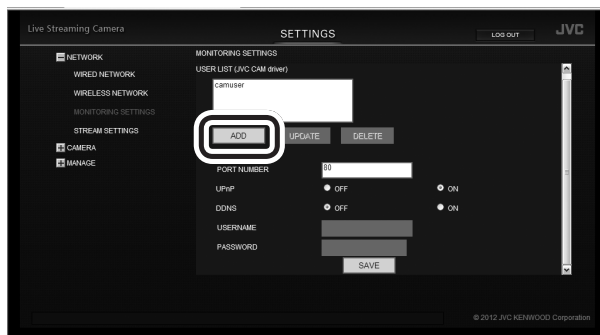 Live Streaming Camera
SETTINGS
LOG OUT
JVC
NETWORK
WIRED NETWORK
WIRELESS NETWORK
MONITORING SETTINGS
STREAM SETTINGS
CAMERA
MANAGE
MONITORING SETTINGS
USER LIST (JVC CAM driver)
camuser
ADD UPDATE DELETE
PORT NUMBER 80
UPnP OFF ON
DDNS OFF ON
USERNAME
PASSWORD
SAVE
© 2012 JVC KENWOOD Corporation